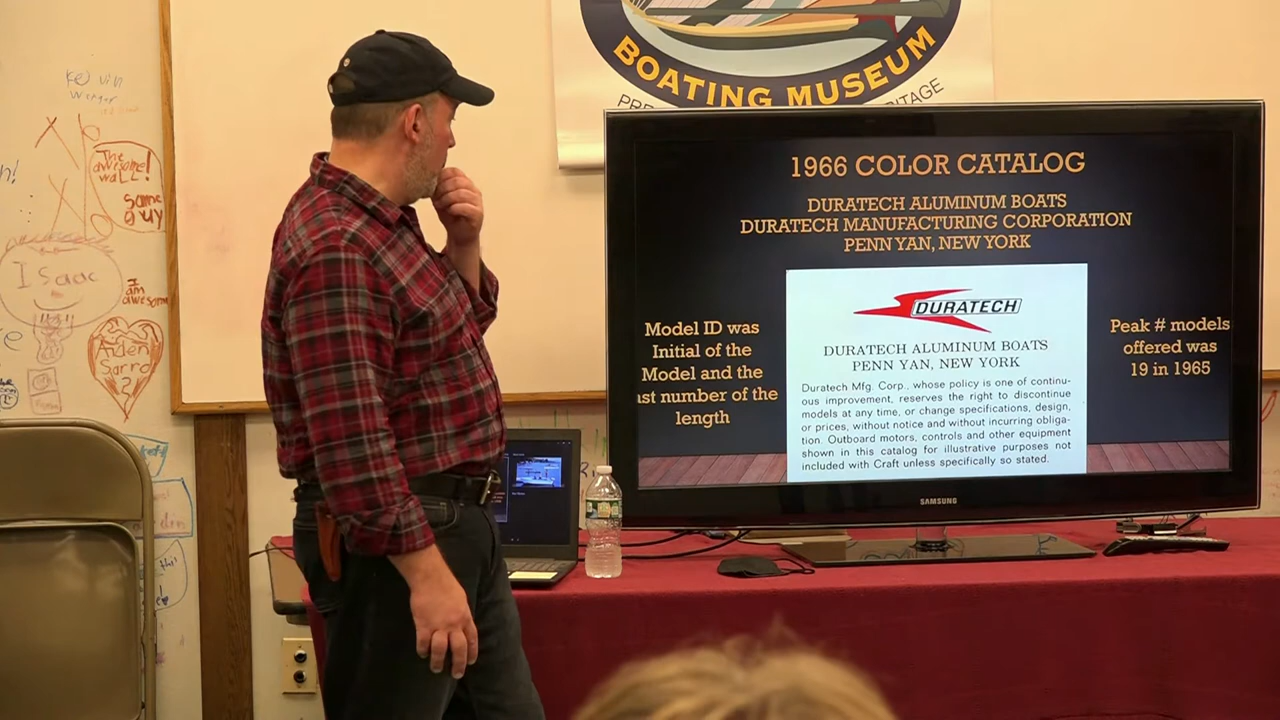 BOATING MUSEUM
1966 COLOR CATALOG
DURATECH ALUMINUM BOATS
DURATECH MANUFACTURING CORPORATION
PENN YAN, NEW YORK
Model ID was
Initial of the
Model and the
st number of the
length
DURATECH
DURATECH ALUMINUM BOATS
PENN YAN, NEW YORK
Duratech Mfg. Corp., whose policy is one of continu-
ous improvement, reserves the right to discontinue
models at any time, or change specifications, design,
or prices, without notice and without incurring obliga-
tion. Outboard motors, controls and other equipment
shown in this catalog for illustrative purposes not
included with Craft unless specifically so stated.
Peak # models
offered was
19 in 1965
SAMSUNG
The
awesome!
wall!
Some
guy
Isaac
I
am
awesome
Aiden
Sarro
?